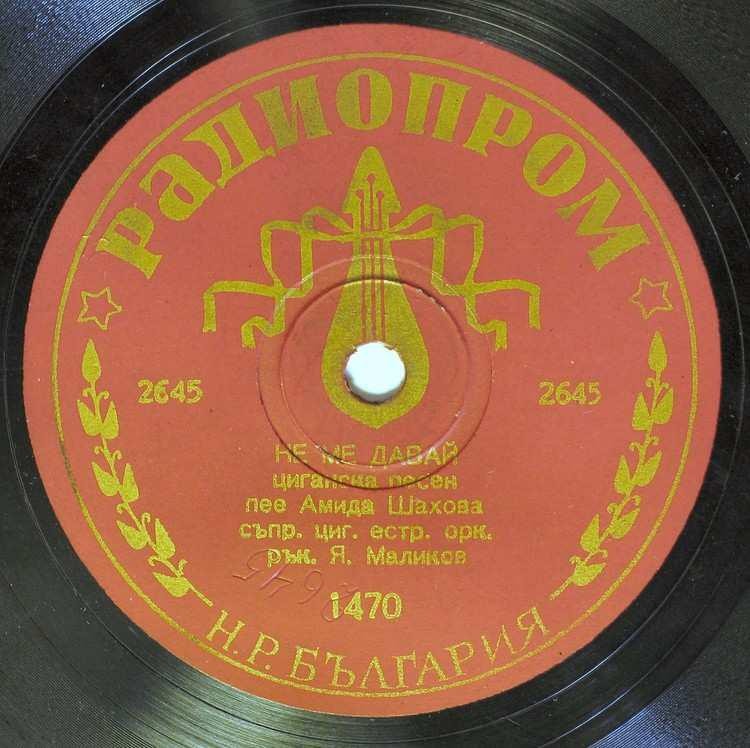 РАДИОПРОМ
2645 2645
НЕ МЕ ДАВАЙ
циганска песен
пее Амида Шахова
съпр. циг. естр. орк.
рък. Я. Маликов
2645
1470
Н.Р. БЪЛГАРИЯ